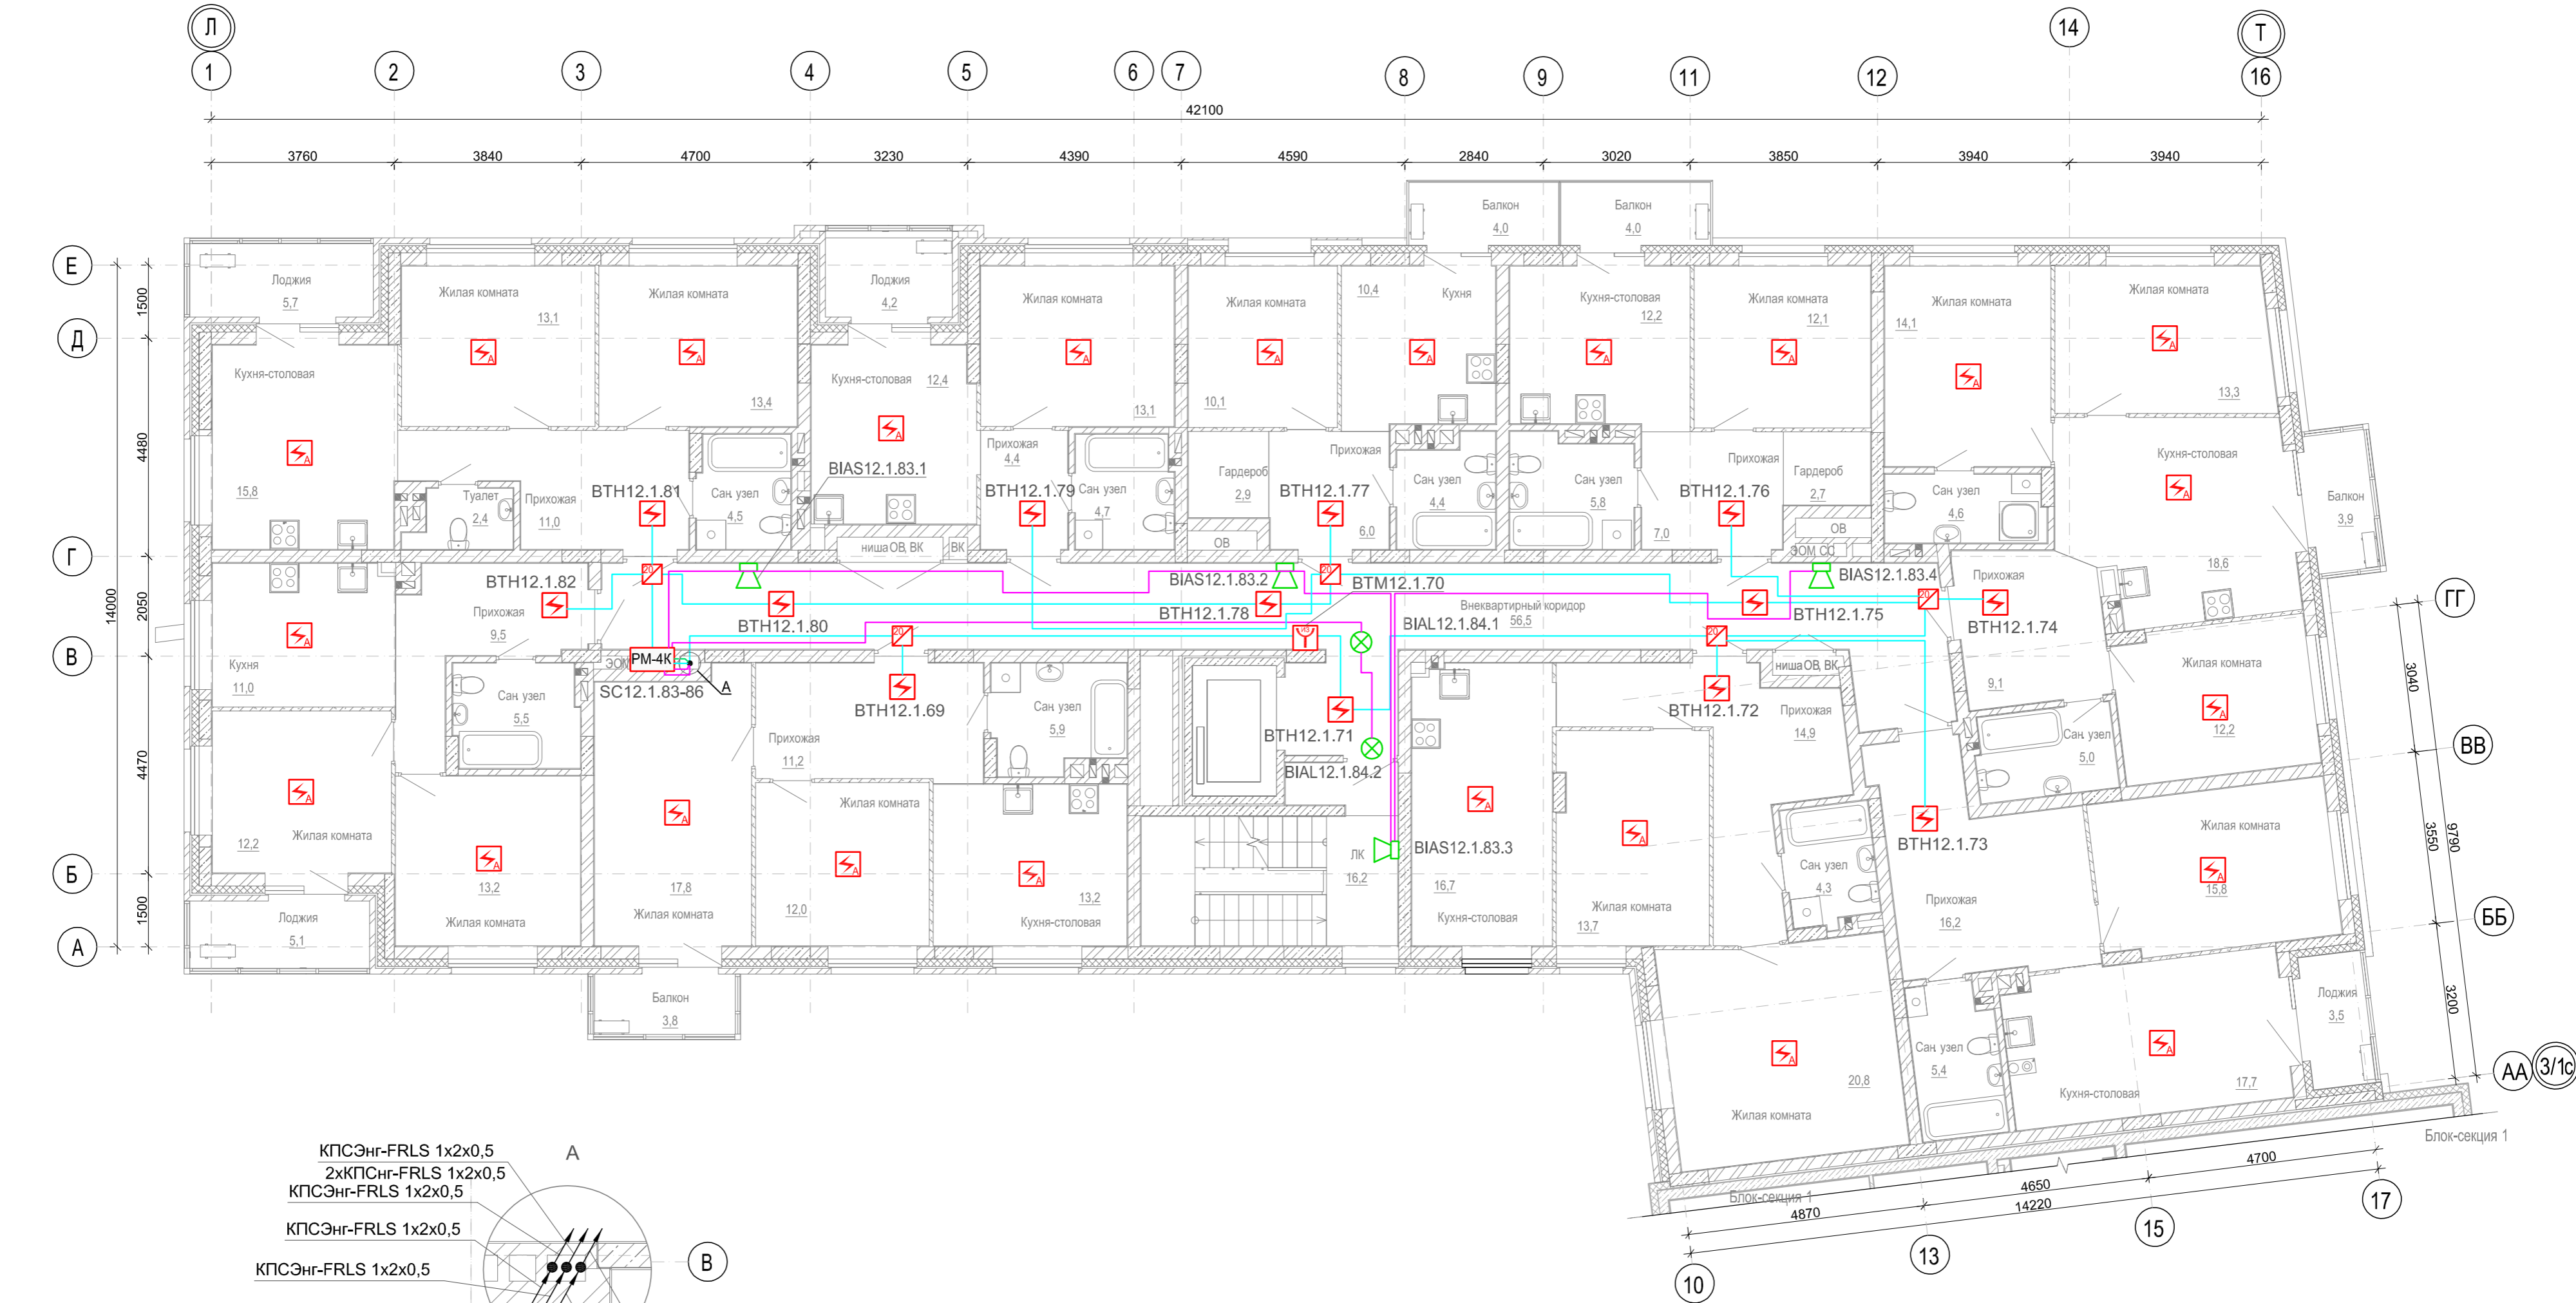 Л
14
Т
1
2
3
4
5
6
7
8
9
11
12
16
42100
3760
3840
4700
3230
4390
4590
2840
3020
3850
3940
3940
Балкон
4,0
Балкон
4,0
Е
1500
Лоджия
5,7
Жилая комната
13,1
Жилая комната
13,4
Лоджия
4,2
Жилая комната
13,1
Жилая комната
10,1
10,4
Кухня
Кухня-столовая
12,2
Жилая комната
12,1
Жилая комната
14,1
Жилая комната
13,3
Д
Кухня-столовая
15,8
Кухня-столовая
12,4
4480
Туалет
2,4
Прихожая
11,0
BTH12.1.81
Сан. узел
4,5
BIAS12.1.83.1
Прихожая
4,4
BTH12.1.79
Сан. узел
4,7
Гардероб
2,9
Прихожая
BTH12.1.77
6,0
Сан. узел
4,4
Сан. узел
5,8
Прихожая
BTH12.1.76
7,0
Гардероб
2,7
Сан. узел
4,6
Кухня-столовая
18,6
Балкон
3,9
ниша ОВ, ВК
ВК
ОВ
ОВ
ЭОМ СС
Г
14000
2050
BTH12.1.82
Прихожая
9,5
20
BTH12.1.80
BTH12.1.78
BIAS12.1.83.2
20
BTM12.1.70
ИЗ
Внеквартирный коридор
56,5
BIAL12.1.84.1
BTH12.1.75
BIAS12.1.83.4
20
Прихожая
BTH12.1.74
9,1
ГГ
В
Кухня
11,0
ЭОМ
РМ-4К
SC12.1.83-86
А
20
BTH12.1.69
20
BTH12.1.72
ниша ОВ, ВК
Жилая комната
12,2
3040
Сан. узел
5,5
Прихожая
11,2
Сан. узел
5,9
BTH12.1.71
BIAL12.1.84.2
Прихожая
14,9
Сан. узел
5,0
ВВ
4470
12,2
Жилая комната
13,2
Жилая комната
17,8
Жилая комната
Жилая комната
12,0
13,2
Кухня-столовая
ЛК
16,2
BIAS12.1.83.3
16,7
Кухня-столовая
Жилая комната
13,7
Сан. узел
4,3
BTH12.1.73
Прихожая
16,2
Жилая комната
15,8
3550
9790
Б
1500
Лоджия
5,1
ББ
А
Балкон
3,8
20,8
Жилая комната
Сан. узел
5,4
Кухня-столовая
17,7
Лоджия
3,5
3200
АА
3/1с
Блок-секция 1
Блок-секция 1
4870
4650
4700
14220
10
13
15
17
А
КПСЭнг-FRLS 1x2x0,5
2хКПСнг-FRLS 1x2x0,5
КПСЭнг-FRLS 1x2x0,5
КПСЭнг-FRLS 1x2x0,5
КПСЭнг-FRLS 1x2x0,5
В